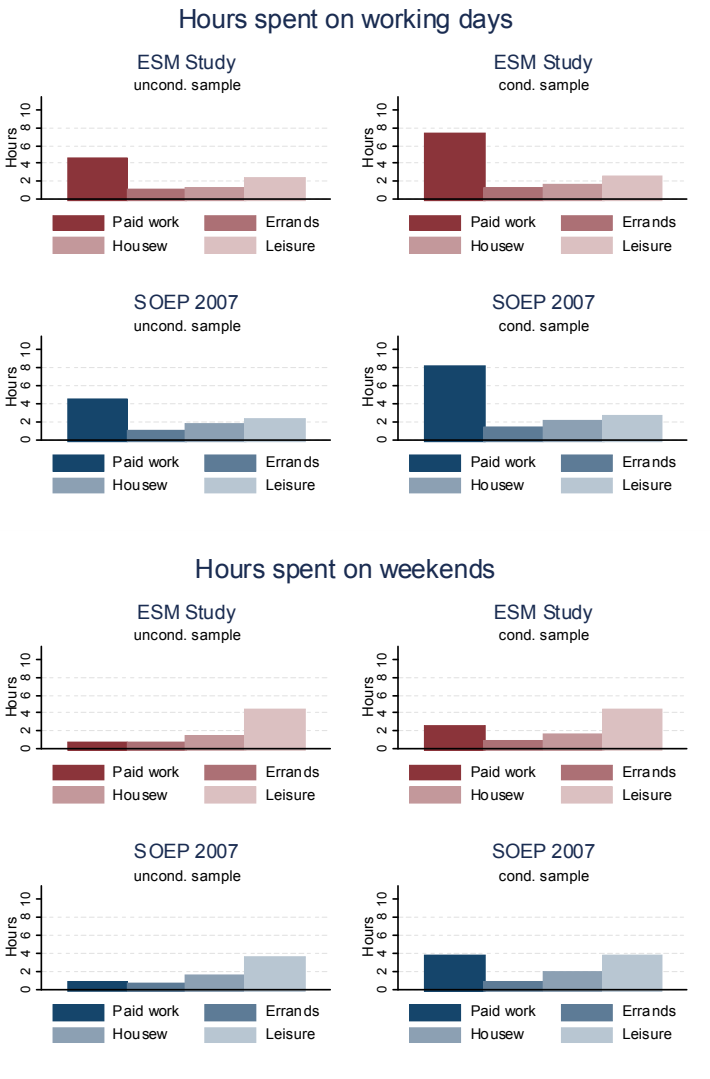 Hours spent on working days
ESM Study
uncond. sample
Hours
0 2 4 6 8 10
Paid work Errands
Housew Leisure
ESM Study
cond. sample
Hours
0 2 4 6 8 10
Paid work Errands
Housew Leisure
SOEP 2007
uncond. sample
Hours
0 2 4 6 8 10
Paid work Errands
Housew Leisure
SOEP 2007
cond. sample
Hours
0 2 4 6 8 10
Paid work Errands
Housew Leisure
Hours spent on weekends
ESM Study
uncond. sample
Hours
0 2 4 6 8 10
Paid work Errands
Housew Leisure
ESM Study
cond. sample
Hours
0 2 4 6 8 10
Paid work Errands
Housew Leisure
SOEP 2007
uncond. sample
Hours
0 2 4 6 8 10
Paid work Errands
Housew Leisure
SOEP 2007
cond. sample
Hours
0 2 4 6 8 10
Paid work Errands
Housew Leisure